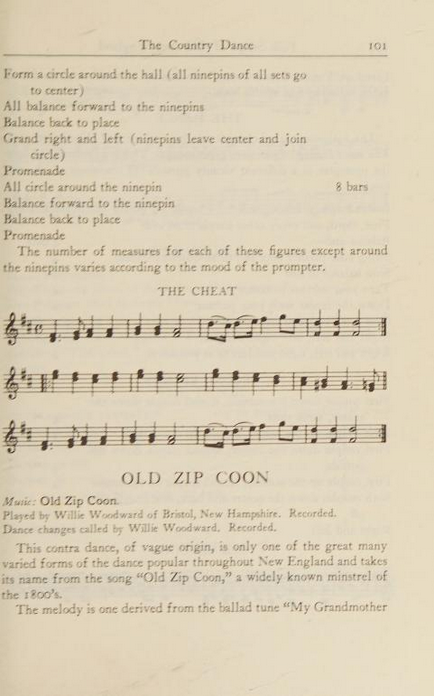 The Country Dance 101
Form a circle around the hall (all ninepins of all sets go
to center)
All balance forward to the ninepins
Balance back to place
Grand right and left (ninepins leave center and join
circle)
Promenade
All circle around the ninepin 8 bars
Balance forward to the ninepin
Balance back to place
Promenade
The number of measures for each of these figures except around
the ninepins varies according to the mood of the prompter.
THE CHEAT
OLD ZIP COON
Music: Old Zip Coon.
Played by Willie Woodward of Bristol, New Hampshire. Recorded.
Dance changes called by Willie Woodward. Recorded.
This contra dance, of vague origin, is only one of the great many
varied forms of the dance popular throughout New England and takes
its name from the song "Old Zip Coon," a widely known minstrel of
the 1800's.
The melody is one derived from the ballad tune "My Grandmother